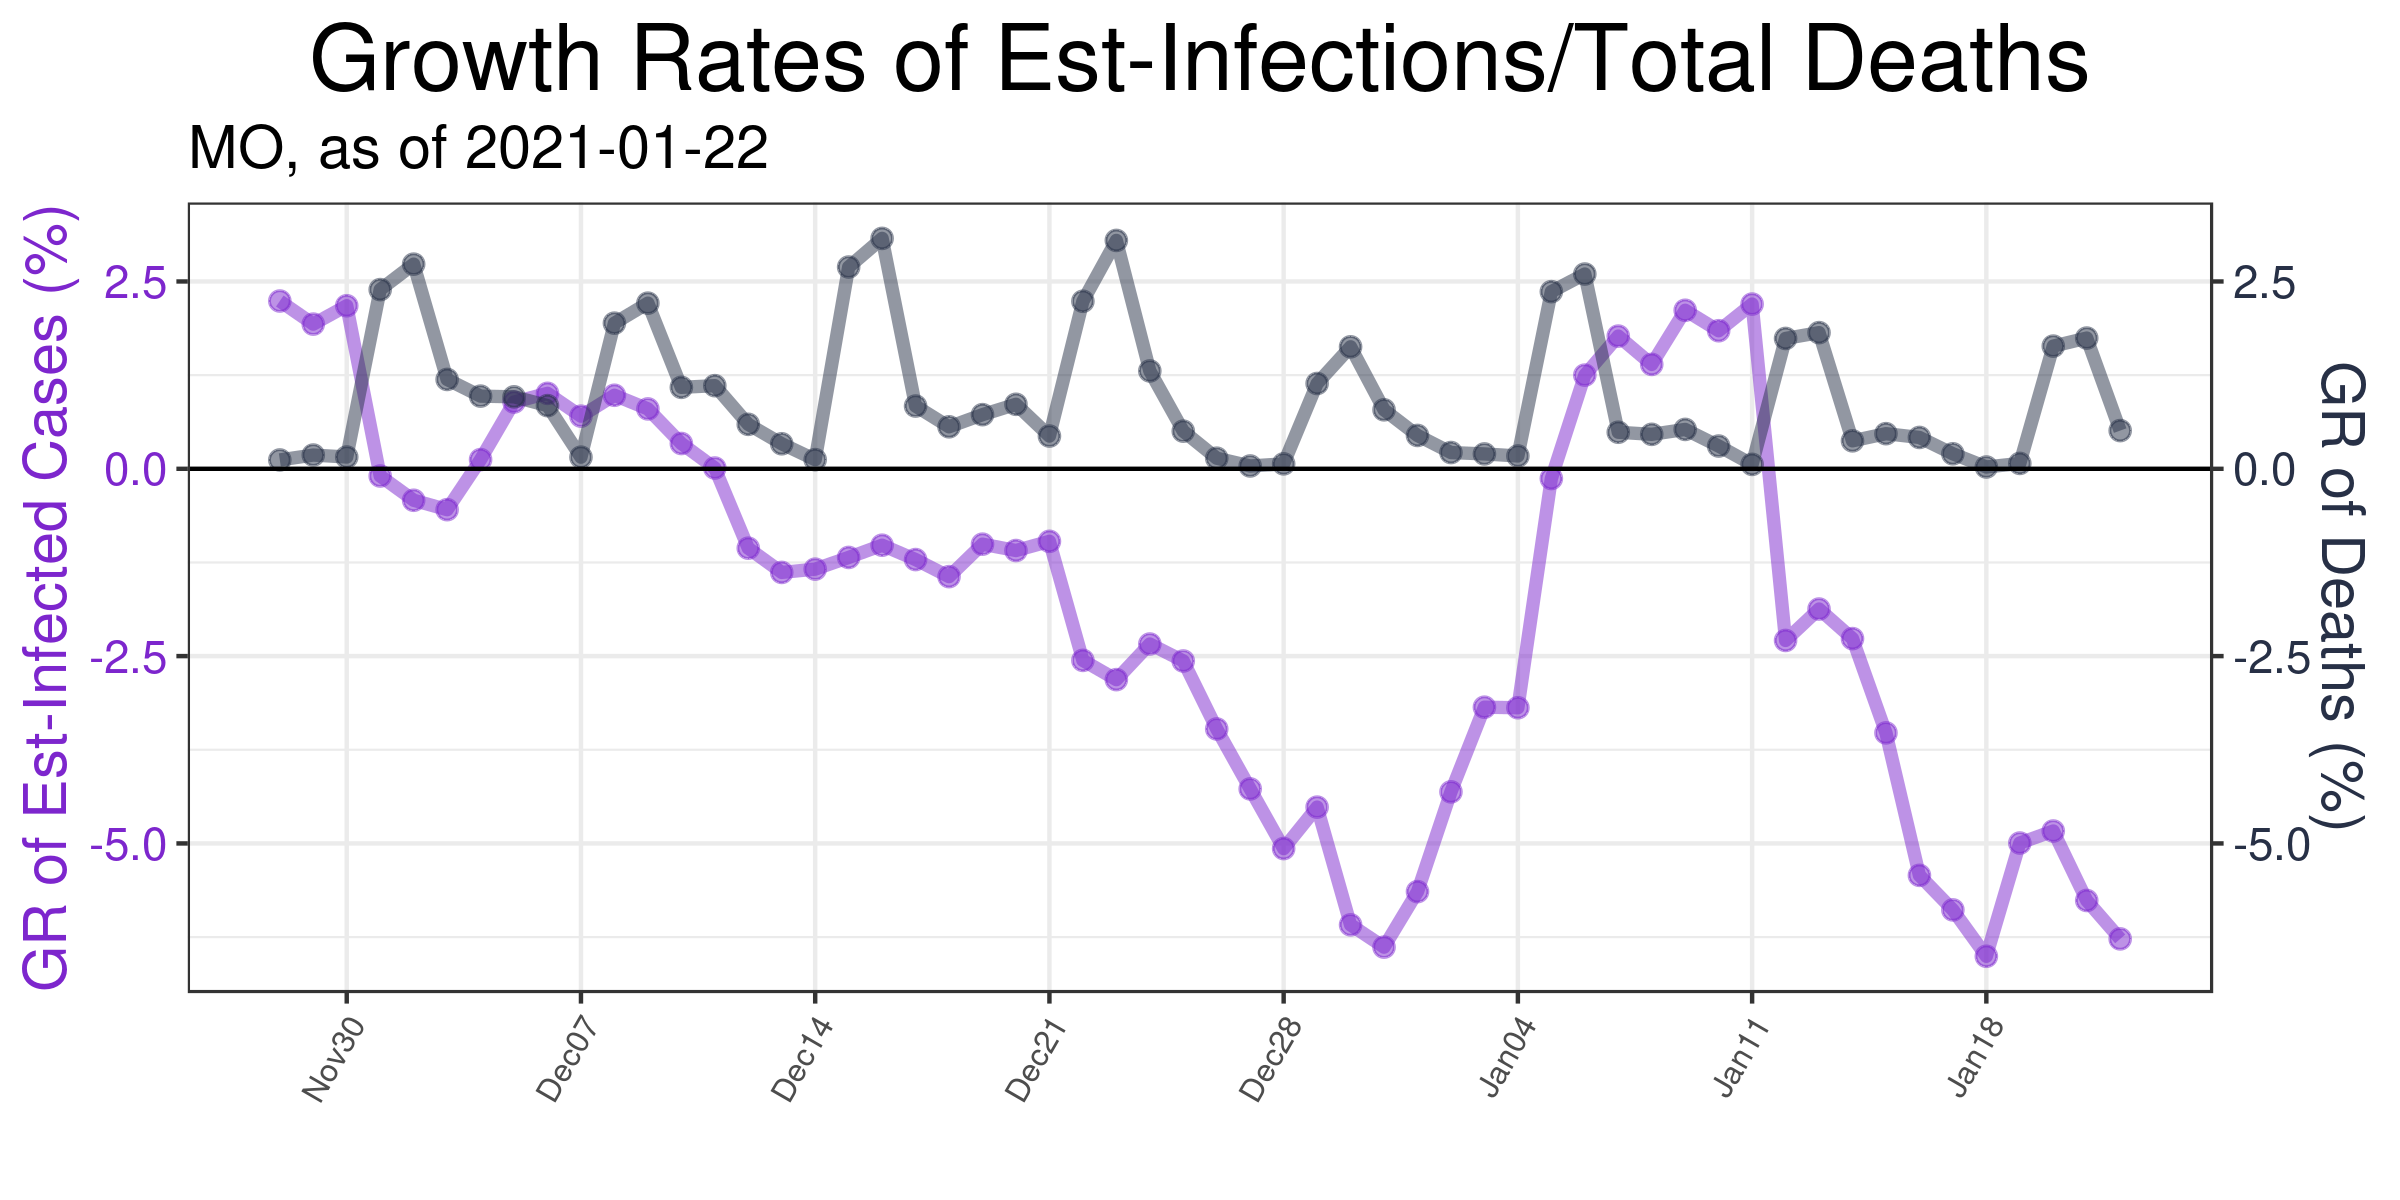 Growth Rates of Est-Infections/Total Deaths
MO, as of 2021-01-22
GR of Est-Infected Cases (%)
2.5
0.0
-2.5
-5.0
2.5
0.0
-2.5
-5.0
GR of Deaths (%)
Nov30
Dec07
Dec14
Dec21
Dec28
Jan04
Jan11
Jan18